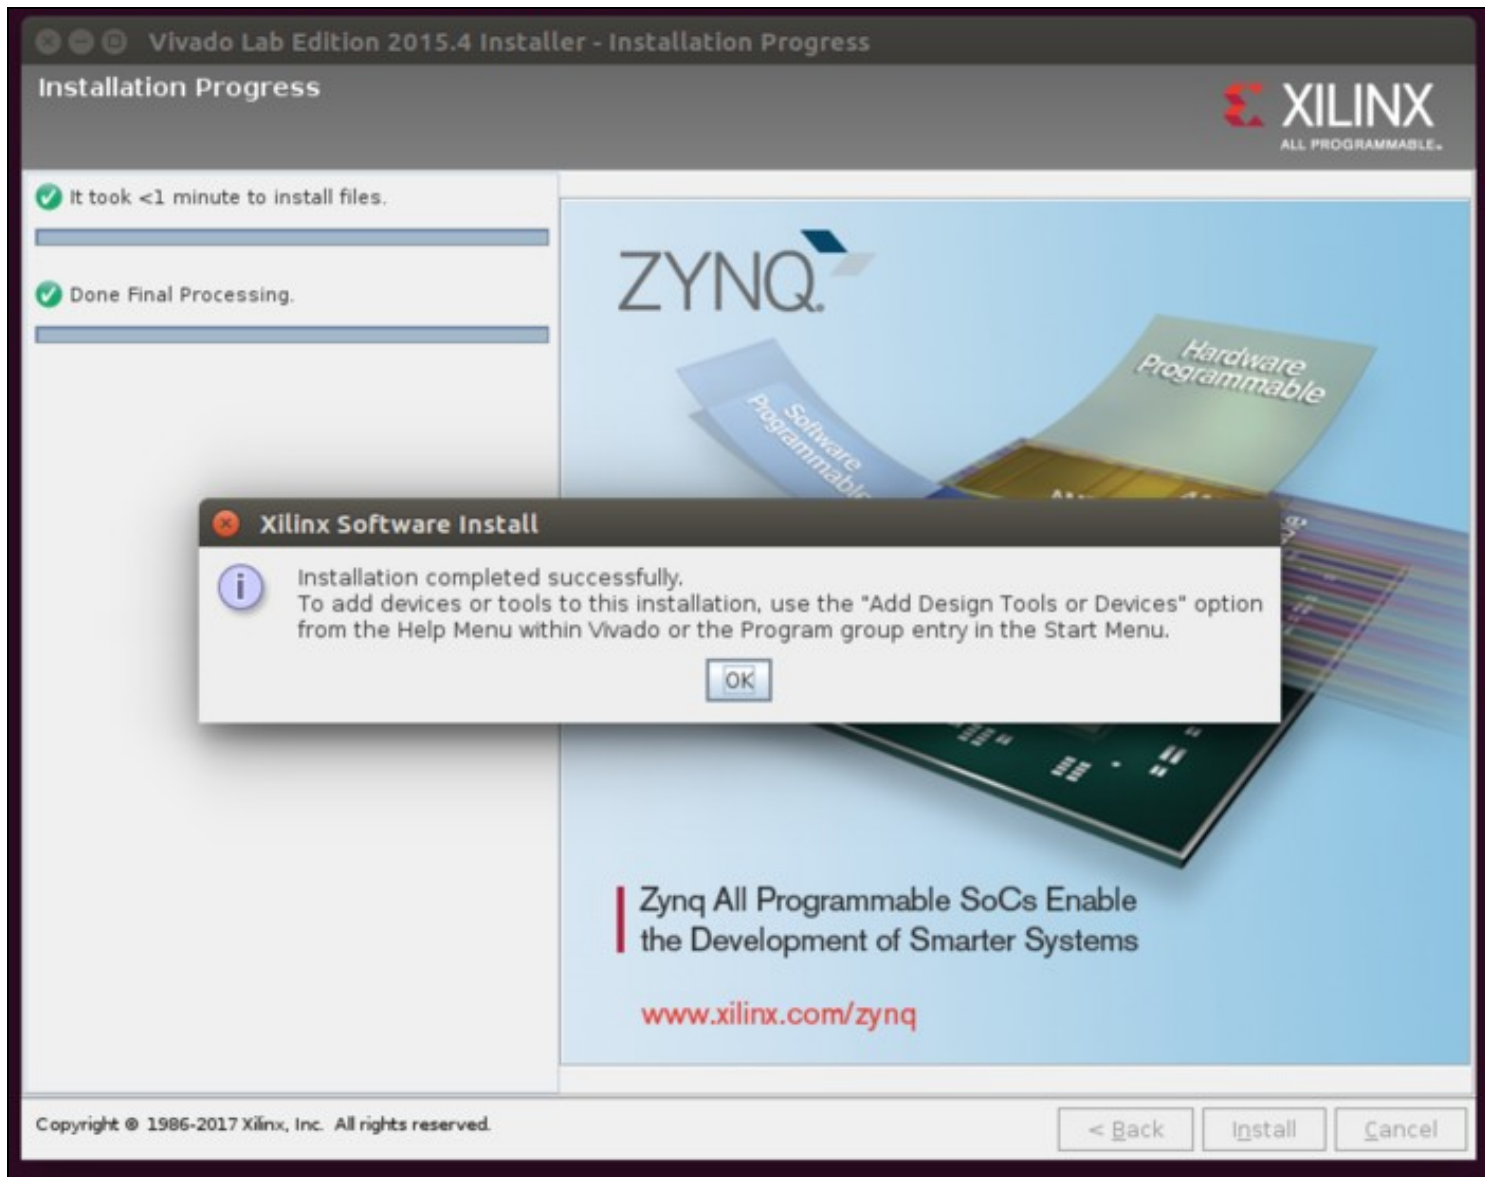 Vivado Lab Edition 2015.4 Installer - Installation Progress
Installation Progress
XILINX
ALL PROGRAMMABLE.
It took <1 minute to install files.
Done Final Processing.
ZYNQ.
Hardware
Programmable
Software
Programmable
Xilinx Software Install
Installation completed successfully.
To add devices or tools to this installation, use the "Add Design Tools or Devices" option
from the Help Menu within Vivado or the Program group entry in the Start Menu.
OK
Zynq All Programmable SoCs Enable
the Development of Smarter Systems
www.xilinx.com/zynq
Copyright © 1986-2017 Xilinx, Inc. All rights reserved.
< Back
Install
Cancel